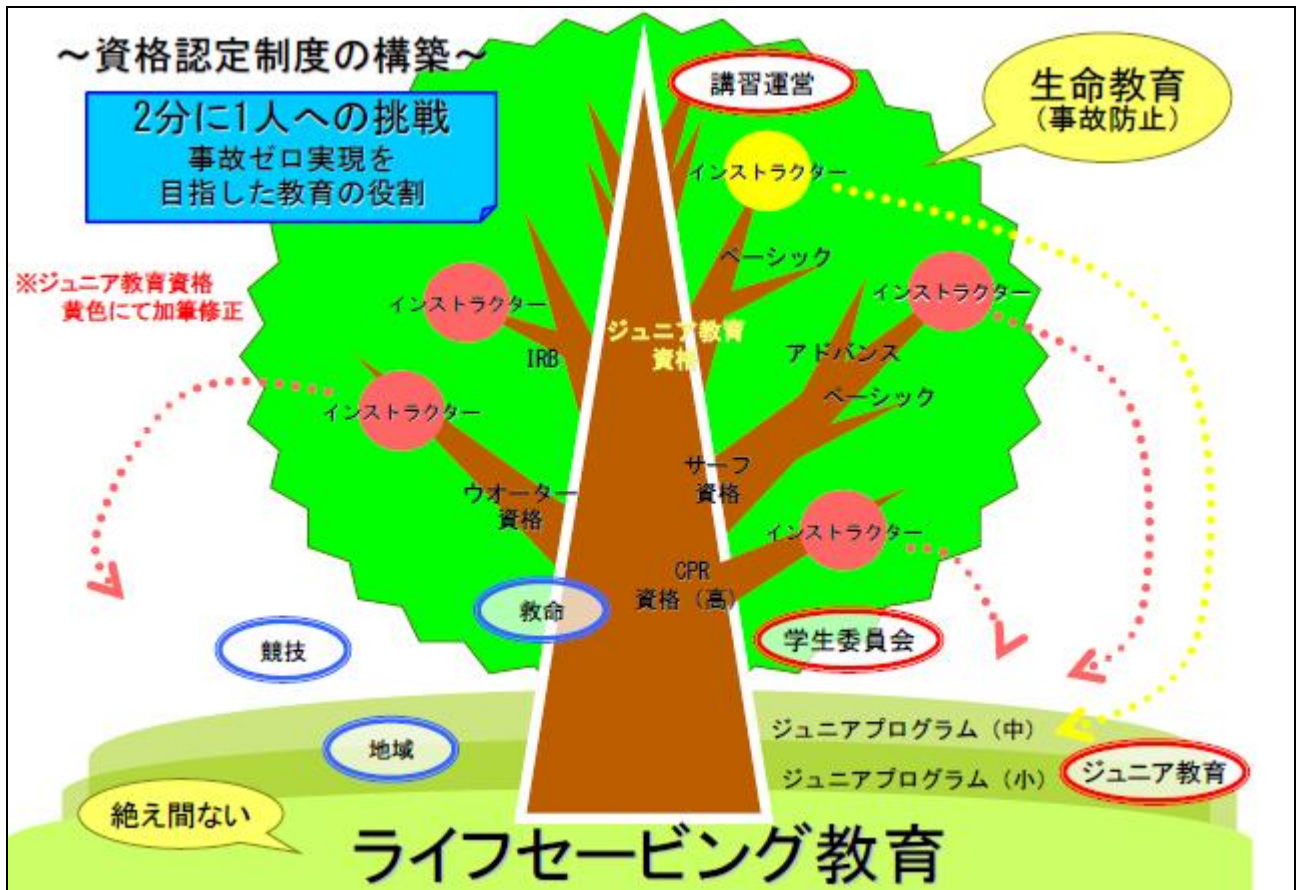 ～資格認定制度の構築～
2分に1人への挑戦
事故ゼロ実現を
目指した教育の役割
※ジュニア教育資格
黄色にて加筆修正
講習運営
生命教育
（事故防止）
インストラクター
ベーシック
インストラクター
インストラクター
ジュニア教育
資格
IRB
アドバンス
ベーシック
インストラクター
サーフ
資格
ウオーター
資格
インストラクター
CPR
資格（高）
救命
学生委員会
競技
地域
ジュニアプログラム（中）
ジュニアプログラム（小）
ジュニア教育
絶え間ない
ライフセービング教育